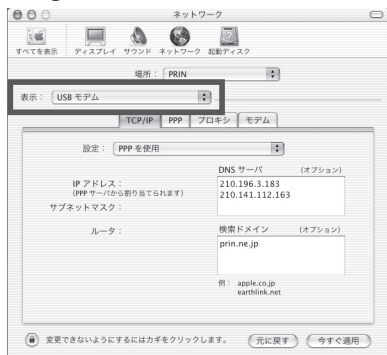 ネットワーク
すべてを表示 ディスプレイ サウンド ネットワーク 起動ディスク
場所： PRIN
表示： USB モデム
TCP/IP PPP プロキシ モデム
設定： PPP を使用
DNS サーバ （オプション）
IP アドレス：
（PPP サーバから割り当てられます）
210.196.3.183
210.141.112.163
サブネットマスク：
ルータ：
検索ドメイン （オプション）
prin.ne.jp
例： apple.co.jp
earthlink.net
変更できないようにするにはカギをクリックします。 元に戻す 今すぐ適用